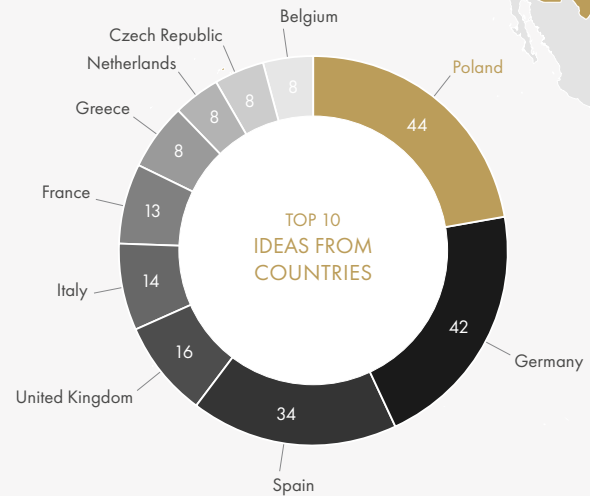 Belgium
Czech Republic
Netherlands
Greece
France
Italy
United Kingdom
Spain
Germany
Poland
8
8
8
8
13
14
16
34
42
44
TOP 10
IDEAS FROM
COUNTRIES